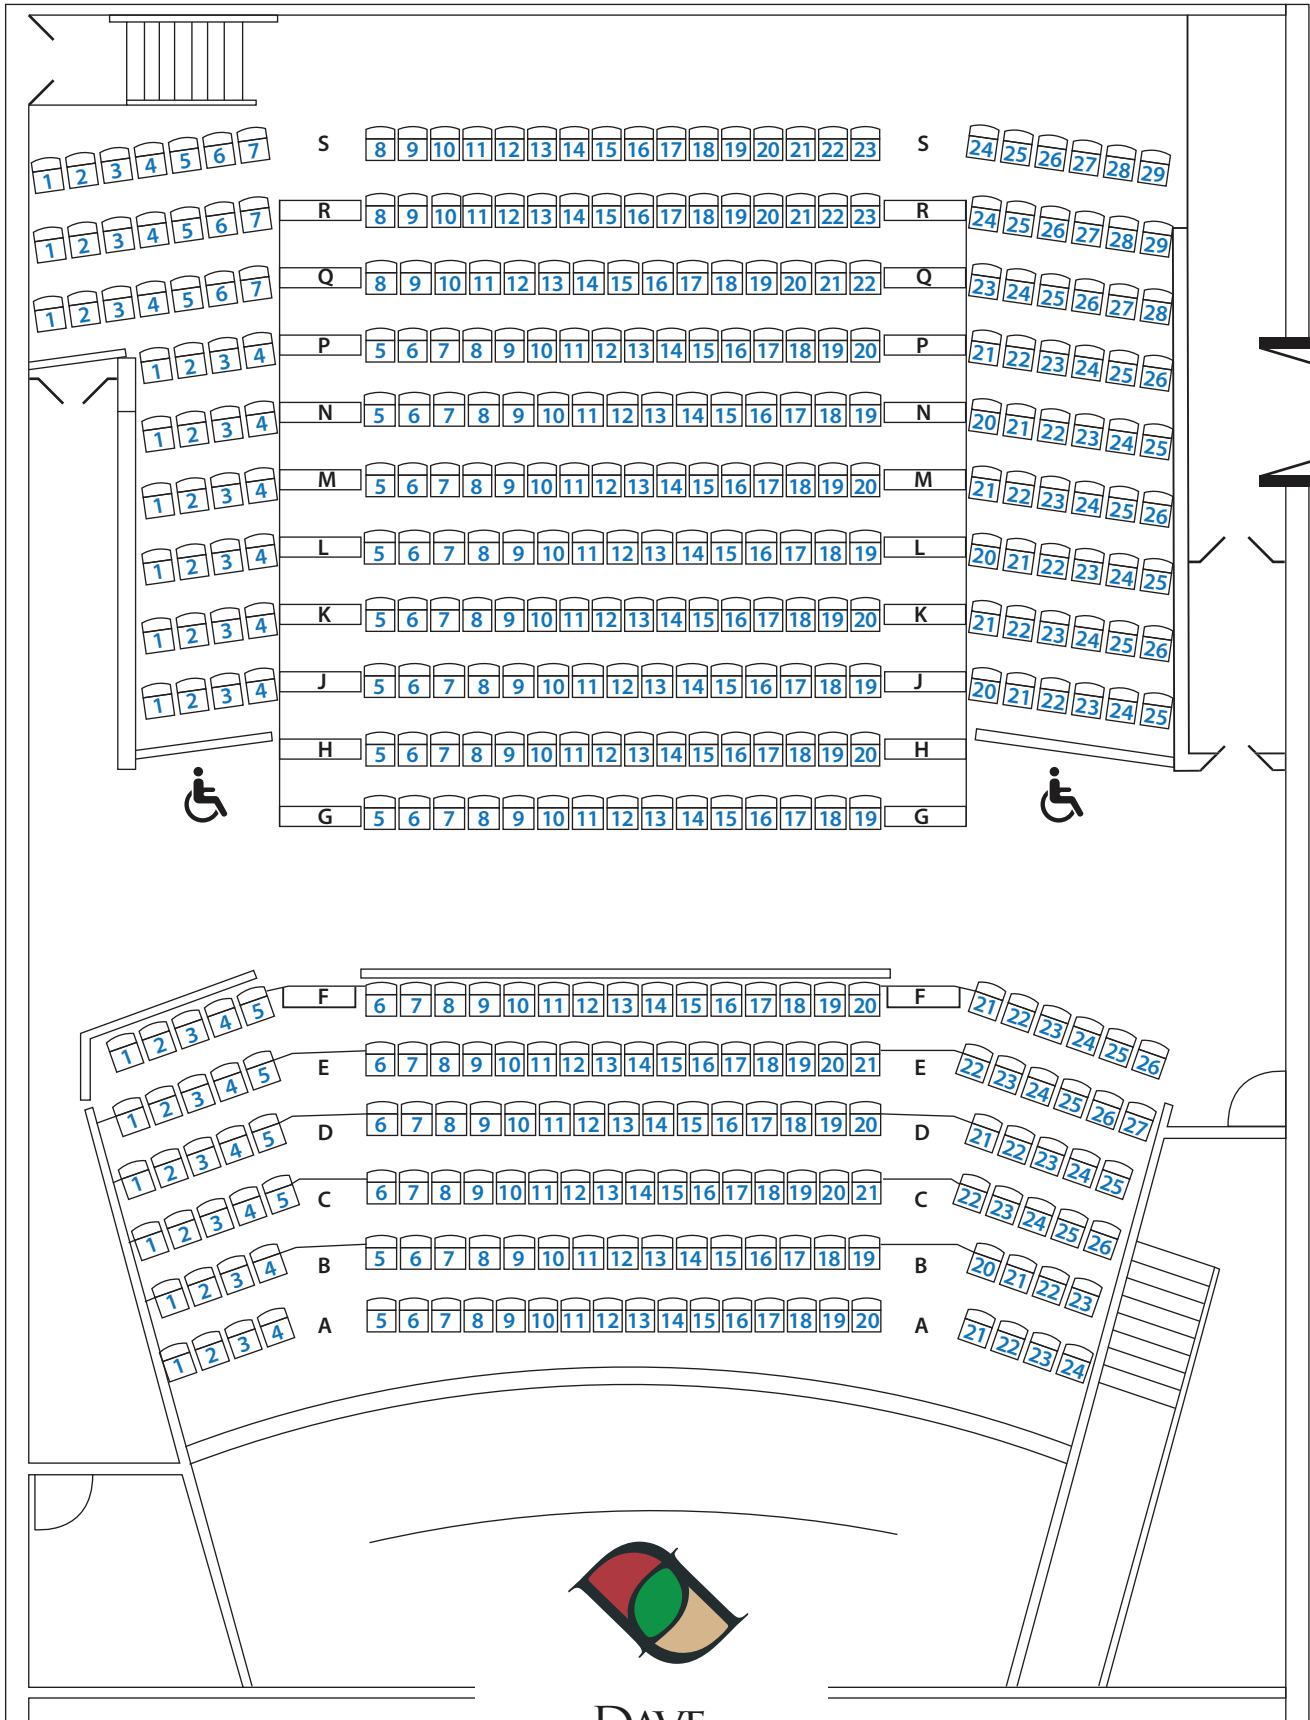 1 2 3 4 5 6 7 S 8 9 10 11 12 13 14 15 16 17 18 19 20 21 22 23 S 24 25 26 27 28 29
1 2 3 4 5 6 7 R 8 9 10 11 12 13 14 15 16 17 18 19 20 21 22 23 R 24 25 26 27 28 29
1 2 3 4 5 6 7 Q 8 9 10 11 12 13 14 15 16 17 18 19 20 21 22 Q 23 24 25 26 27 28
1 2 3 4 P 5 6 7 8 9 10 11 12 13 14 15 16 17 18 19 20 P 21 22 23 24 25 26
1 2 3 4 N 5 6 7 8 9 10 11 12 13 14 15 16 17 18 19 N 20 21 22 23 24 25
1 2 3 4 M 5 6 7 8 9 10 11 12 13 14 15 16 17 18 19 20 M 21 22 23 24 25 26
1 2 3 4 L 5 6 7 8 9 10 11 12 13 14 15 16 17 18 19 L 20 21 22 23 24 25
1 2 3 4 K 5 6 7 8 9 10 11 12 13 14 15 16 17 18 19 20 K 21 22 23 24 25 26
1 2 3 4 J 5 6 7 8 9 10 11 12 13 14 15 16 17 18 19 J 20 21 22 23 24 25
H 5 6 7 8 9 10 11 12 13 14 15 16 17 18 19 20 H
G 5 6 7 8 9 10 11 12 13 14 15 16 17 18 19 G
1 2 3 4 5 F 6 7 8 9 10 11 12 13 14 15 16 17 18 19 20 F 21 22 23 24 25 26
1 2 3 4 5 E 6 7 8 9 10 11 12 13 14 15 16 17 18 19 20 21 E 22 23 24 25 26 27
1 2 3 4 5 D 6 7 8 9 10 11 12 13 14 15 16 17 18 19 20 D 21 22 23 24 25
1 2 3 4 5 C 6 7 8 9 10 11 12 13 14 15 16 17 18 19 20 21 C 22 23 24 25 26
1 2 3 4 B 5 6 7 8 9 10 11 12 13 14 15 16 17 18 19 B 20 21 22 23
1 2 3 4 A 5 6 7 8 9 10 11 12 13 14 15 16 17 18 19 20 A 21 22 23 24
DAVE